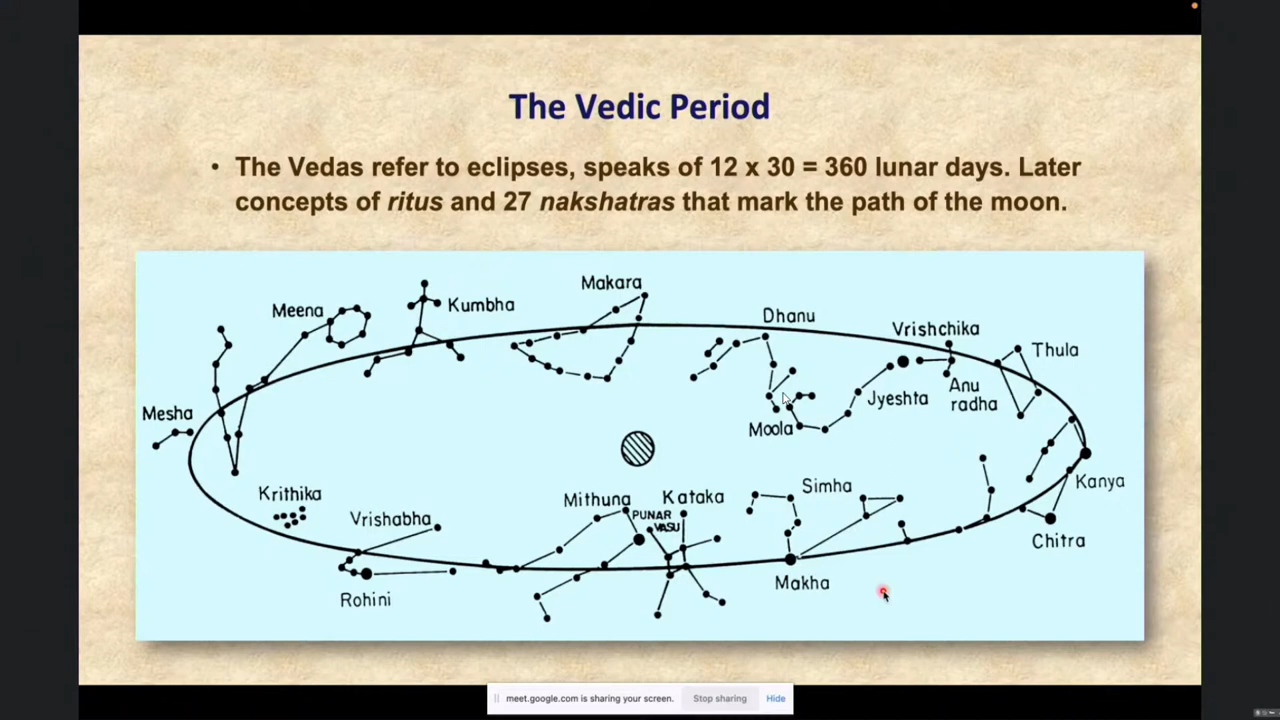 The Vedic Period
• The Vedas refer to eclipses, speaks of 12 x 30 = 360 lunar days. Later
concepts of ritus and 27 nakshatras that mark the path of the moon.
Makara
Meena
Kumbha
Dhanu
Vrishchika
Thula
Mesha
Jyeshta
Anu
radha
Moola
Krithika
Vrishabha
Mithuna
Kataka
Simha
Kanya
PUNAR
VASU
Chitra
Rohini
Makha
meet.google.com is sharing your screen. Stop sharing Hide